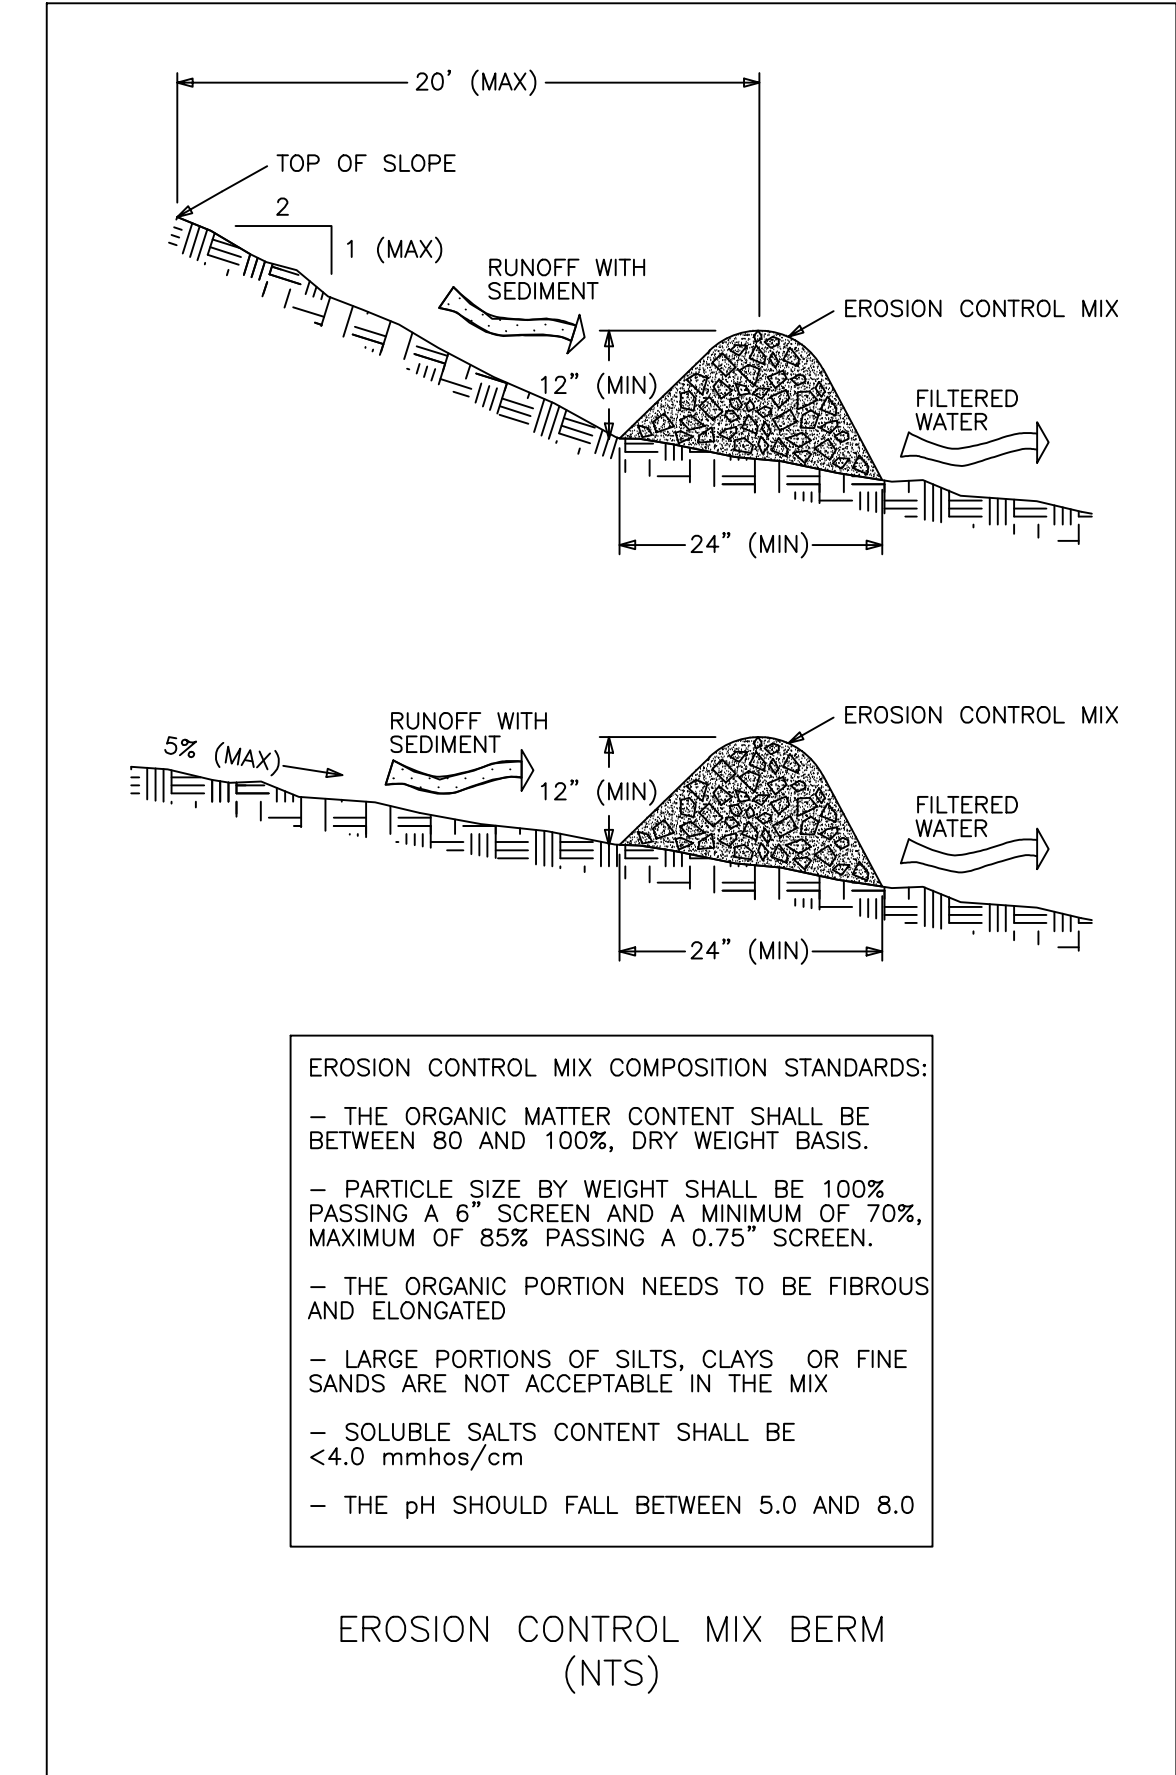 20' (MAX)
TOP OF SLOPE
2
1 (MAX)
RUNOFF WITH
SEDIMENT
EROSION CONTROL MIX
12” (MIN)
FILTERED
WATER
24” (MIN)
RUNOFF WITH
SEDIMENT
EROSION CONTROL MIX
5% (MAX)
12” (MIN)
FILTERED
WATER
24” (MIN)
EROSION CONTROL MIX COMPOSITION STANDARDS:
– THE ORGANIC MATTER CONTENT SHALL BE
BETWEEN 80 AND 100%, DRY WEIGHT BASIS.
– PARTICLE SIZE BY WEIGHT SHALL BE 100%
PASSING A 6” SCREEN AND A MINIMUM OF 70%,
MAXIMUM OF 85% PASSING A 0.75” SCREEN.
– THE ORGANIC PORTION NEEDS TO BE FIBROUS
AND ELONGATED
– LARGE PORTIONS OF SILTS, CLAYS  OR FINE
SANDS ARE NOT ACCEPTABLE IN THE MIX
– SOLUBLE SALTS CONTENT SHALL BE
<4.0 mmhos/cm
– THE pH SHOULD FALL BETWEEN 5.0 AND 8.0
EROSION CONTROL MIX BERM
(NTS)